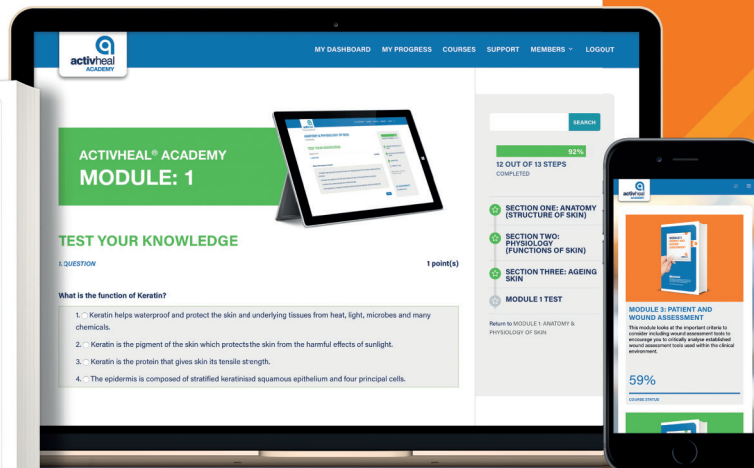 activheal
ACADEMY
MY DASHBOARD MY PROGRESS COURSES SUPPORT MEMBERS LOGOUT
ACTIVHEAL® ACADEMY
MODULE: 1
TEST YOUR KNOWLEDGE
1. QUESTION
1 point(s)
What is the function of Keratin?
1. Keratin helps waterproof and protect the skin and underlying tissues from heat, light, microbes and many
chemicals.
2. Keratin is the pigment of the skin which protects the skin from the harmful effects of sunlight.
3. Keratin is the protein that gives skin its tensile strength.
4. The epidermis is composed of stratified keratinisd squamous epithelium and four principal cells.
SEARCH
92%
12 OUT OF 13 STEPS
COMPLETED
SECTION ONE: ANATOMY
(STRUCTURE OF SKIN)
SECTION TWO:
PHYSIOLOGY
(FUNCTIONS OF SKIN)
SECTION THREE: AGEING
SKIN
MODULE 1 TEST
Return to MODULE 1: ANATOMY &
PHYSIOLOGY OF SKIN
activheal
MODULE 3: PATIENT AND
WOUND ASSESSMENT
This module looks at the important criteria to
consider including wound assessment tools to
encourage you to critically analyse established
wound assessment tools used within the clinical
environment.
59%
COURSE STATUS